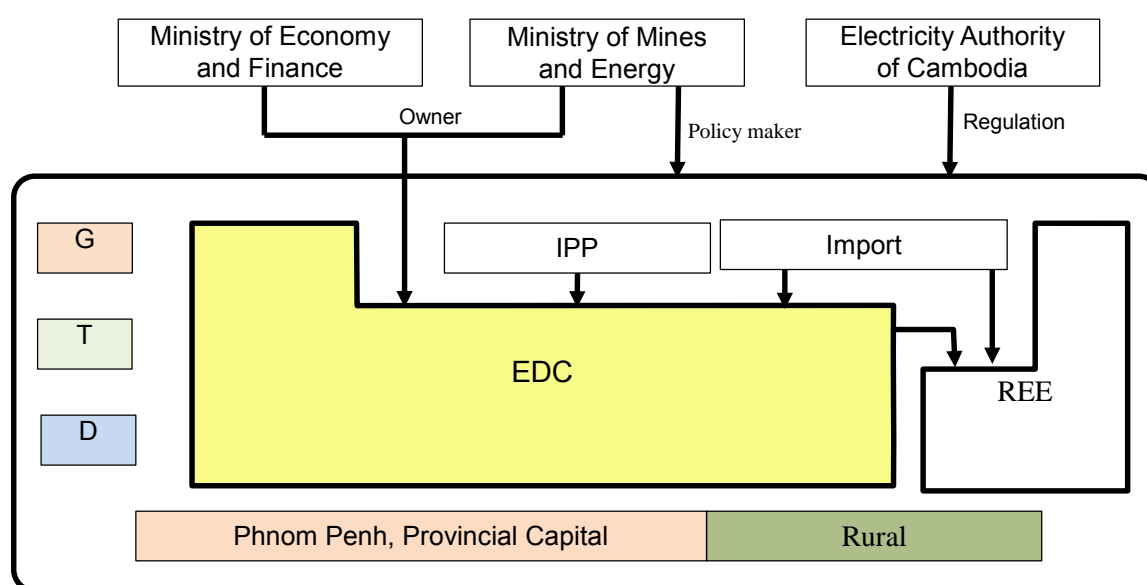 Ministry of Economy
and Finance
Ministry of Mines
and Energy
Electricity Authority
of Cambodia
Owner
Policy maker
Regulation
G
IPP
Import
T
EDC
REE
D
Phnom Penh, Provincial Capital
Rural